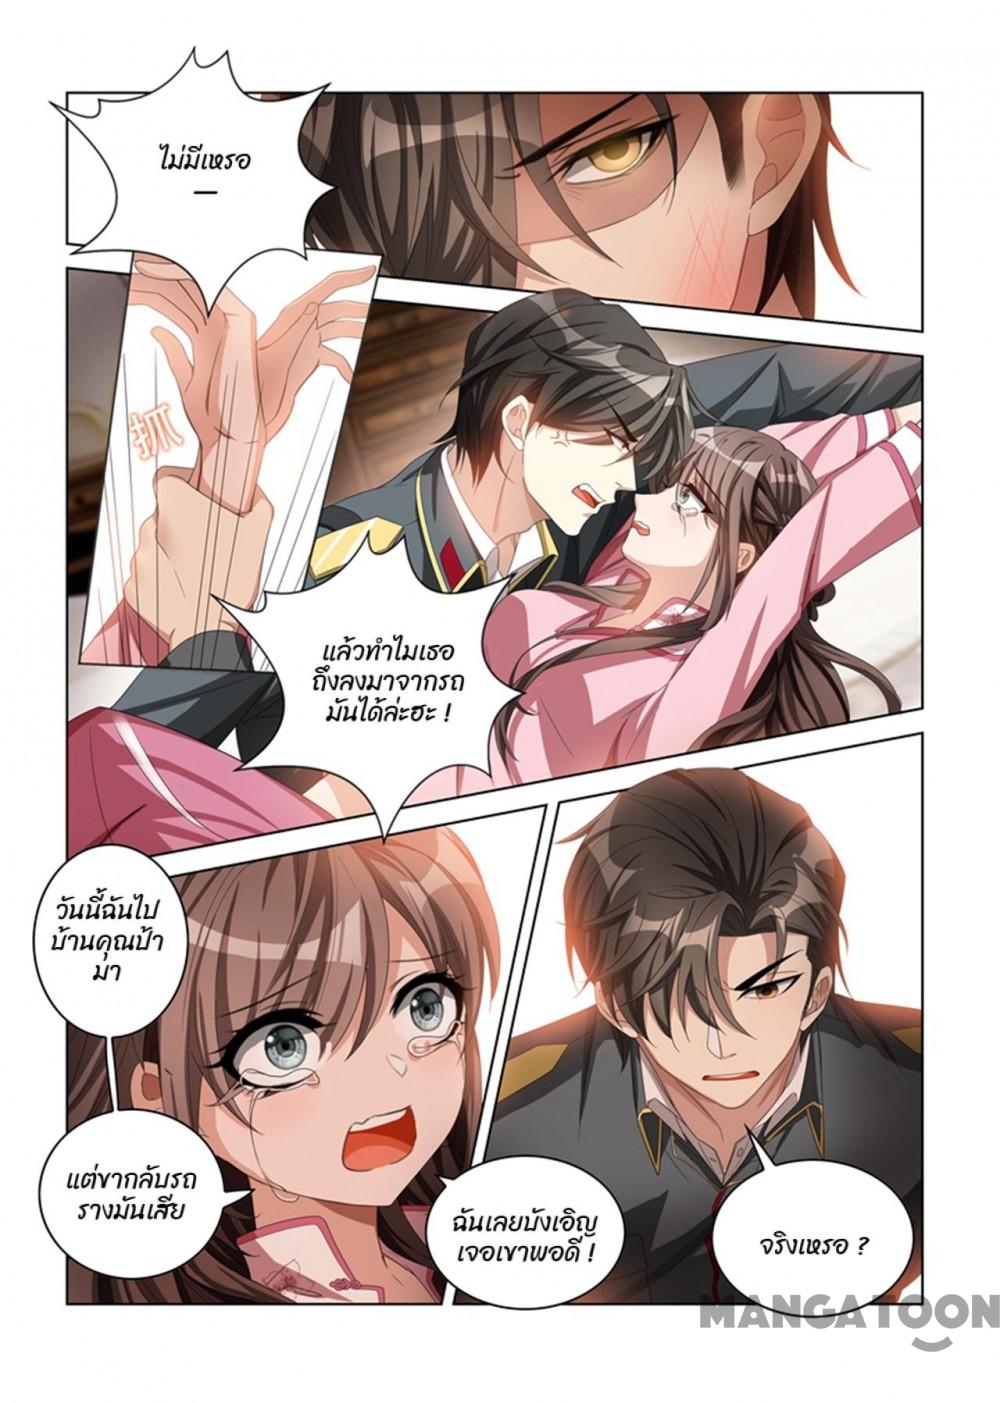 ไม่มีเหรอ
—
抓
แล้วทำไมเธอ
ถึงลงมาจากรถ
มันได้ล่ะฮะ !
วันนี้ฉันไป
บ้านคุณป้า
มา
แต่ขากลับรถ
รางมันเสีย
ฉันเลยบังเอิญ
เจอเขาพอดี !
จริงเหรอ ?
MANGATOON